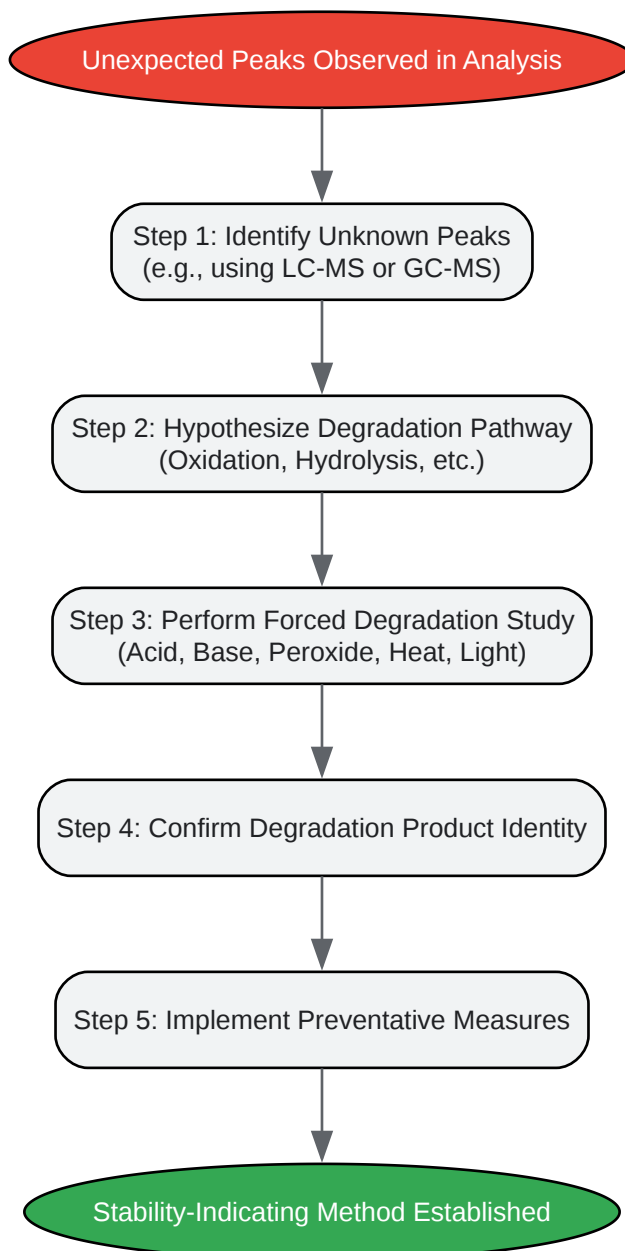 Unexpected Peaks Observed in Analysis
Step 1: Identify Unknown Peaks
(e.g., using LC-MS or GC-MS)
Step 2: Hypothesize Degradation Pathway
(Oxidation, Hydrolysis, etc.)
Step 3: Perform Forced Degradation Study
(Acid, Base, Peroxide, Heat, Light)
Step 4: Confirm Degradation Product Identity
Step 5: Implement Preventative Measures
Stability-Indicating Method Established